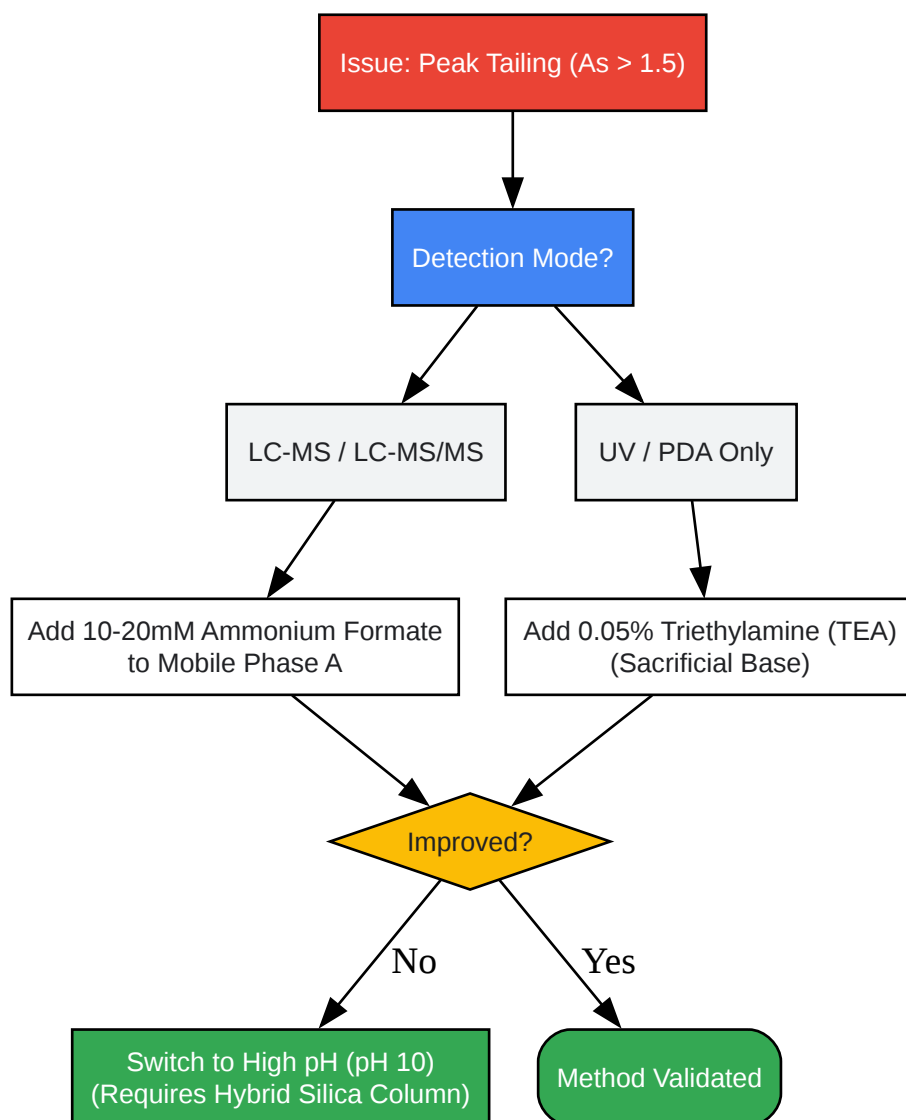 Issue: Peak Tailing (As > 1.5)
Detection Mode?
LC-MS / LC-MS/MS
UV / PDA Only
Add 10-20mM Ammonium Formate
to Mobile Phase A
Add 0.05% Triethylamine (TEA)
(Sacrificial Base)
Improved?
No
Yes
Switch to High pH (pH 10)
(Requires Hybrid Silica Column)
Method Validated